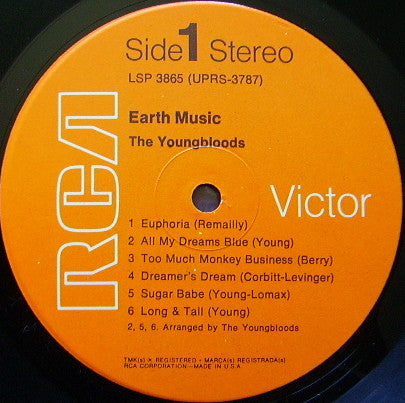 Side 1 Stereo
LSP 3865 (UPRS-3787)
Earth Music
The Youngbloods
RCA
Victor
1 Euphoria (Remailly)
2 All My Dreams Blue (Young)
3 Too Much Monkey Business (Berry)
4 Dreamer's Dream (Corbitt-Levinger)
5 Sugar Babe (Young-Lomax)
6 Long & Tall (Young)
2, 5, 6, Arranged by The Youngbloods
TMK(s) ® REGISTERED • MARCA(s) REGISTRADA(s)
RCA CORPORATION—MADE IN U.S.A.